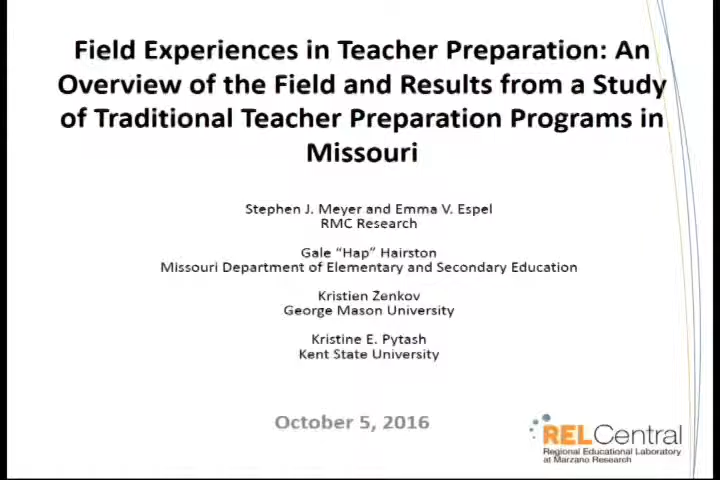 Field Experiences in Teacher Preparation: An
Overview of the Field and Results from a Study
of Traditional Teacher Preparation Programs in
Missouri
Stephen J. Meyer and Emma V. Espel
RMC Research
Gale “Hap” Hairston
Missouri Department of Elementary and Secondary Education
Kristien Zenkov
George Mason University
Kristine E. Pytash
Kent State University
October 5, 2016
RELCentral
Regional Educational Laboratory
at Marzano Research